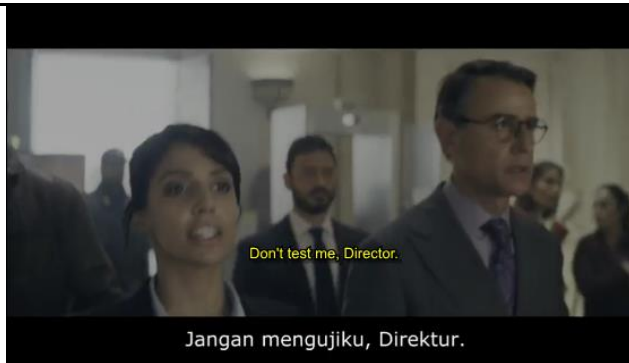 Don't test me, Director.
Jangan mengujiku, Direktur.